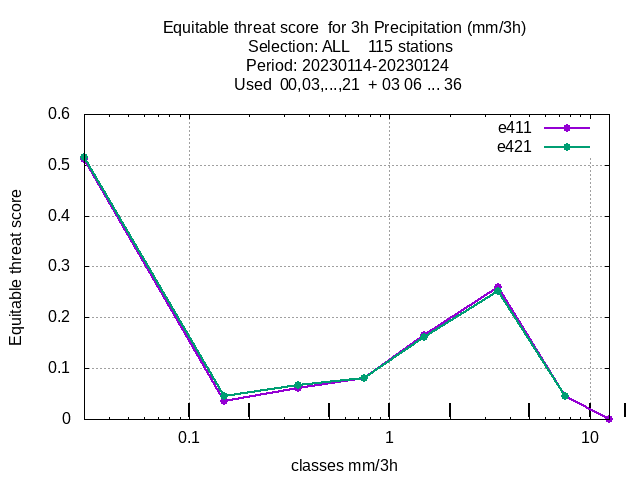 Equitable threat score  for 3h Precipitation (mm/3h)
Selection: ALL    115 stations
Period: 20230114-20230124
Used  00,03,...,21  + 03 06 ... 36
e411
e421
Equitable threat score
0.6
0.5
0.4
0.3
0.2
0.1
0
0.1 1 10
classes mm/3h